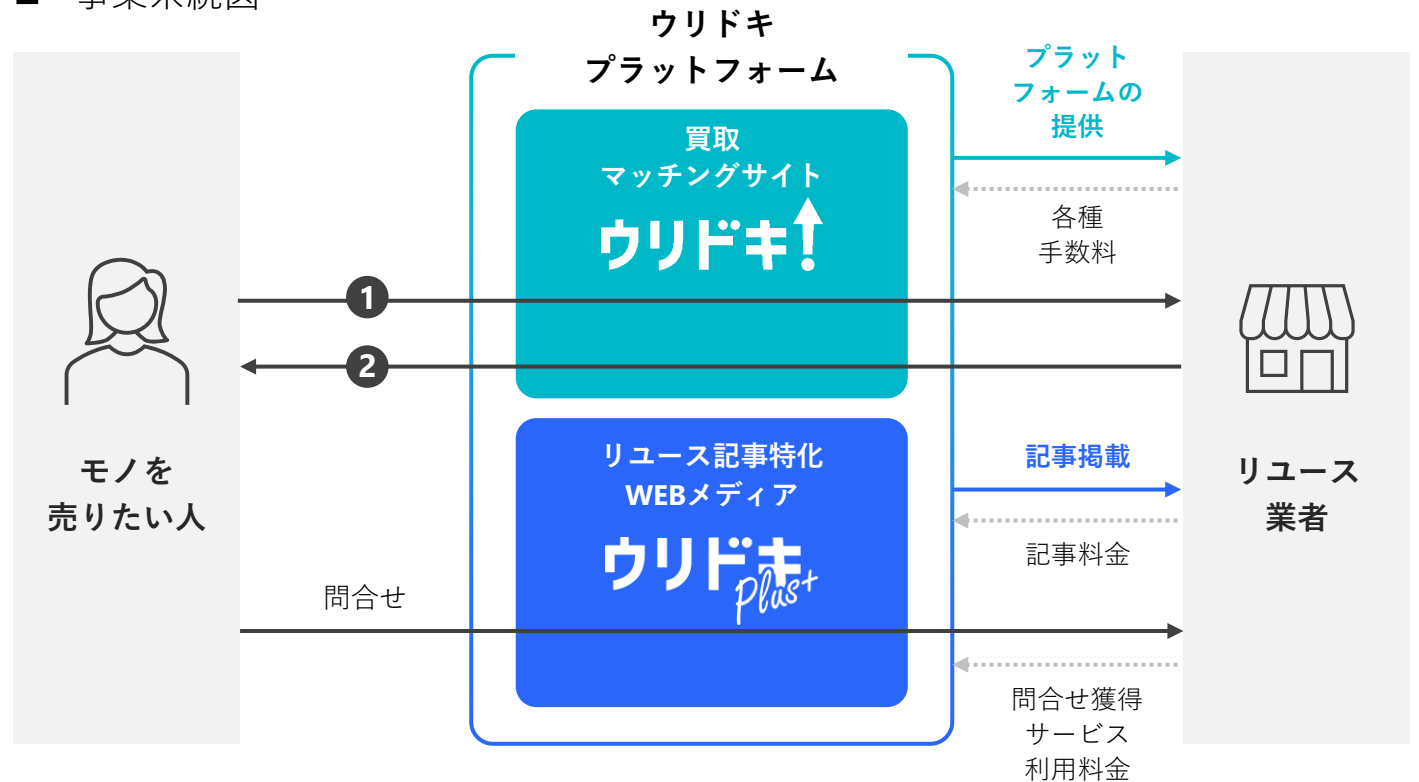 ■ 事業系統図
ウリドキ
プラットフォーム
買取
マッチングサイト
ウリドキ!
プラット
フォームの
提供
各種
手数料
1
2
モノを
売りたい人
リユース記事特化
WEBメディア
ウリドキ
Plus+
記事掲載
記事料金
リユース
業者
問合せ
問合せ獲得
サービス
利用料金